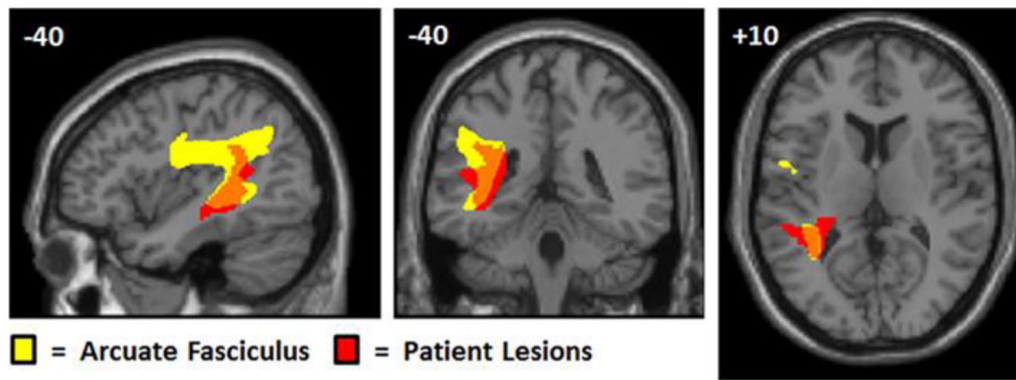 -40
-40
+10
= Arcuate Fasciculus = Patient Lesions